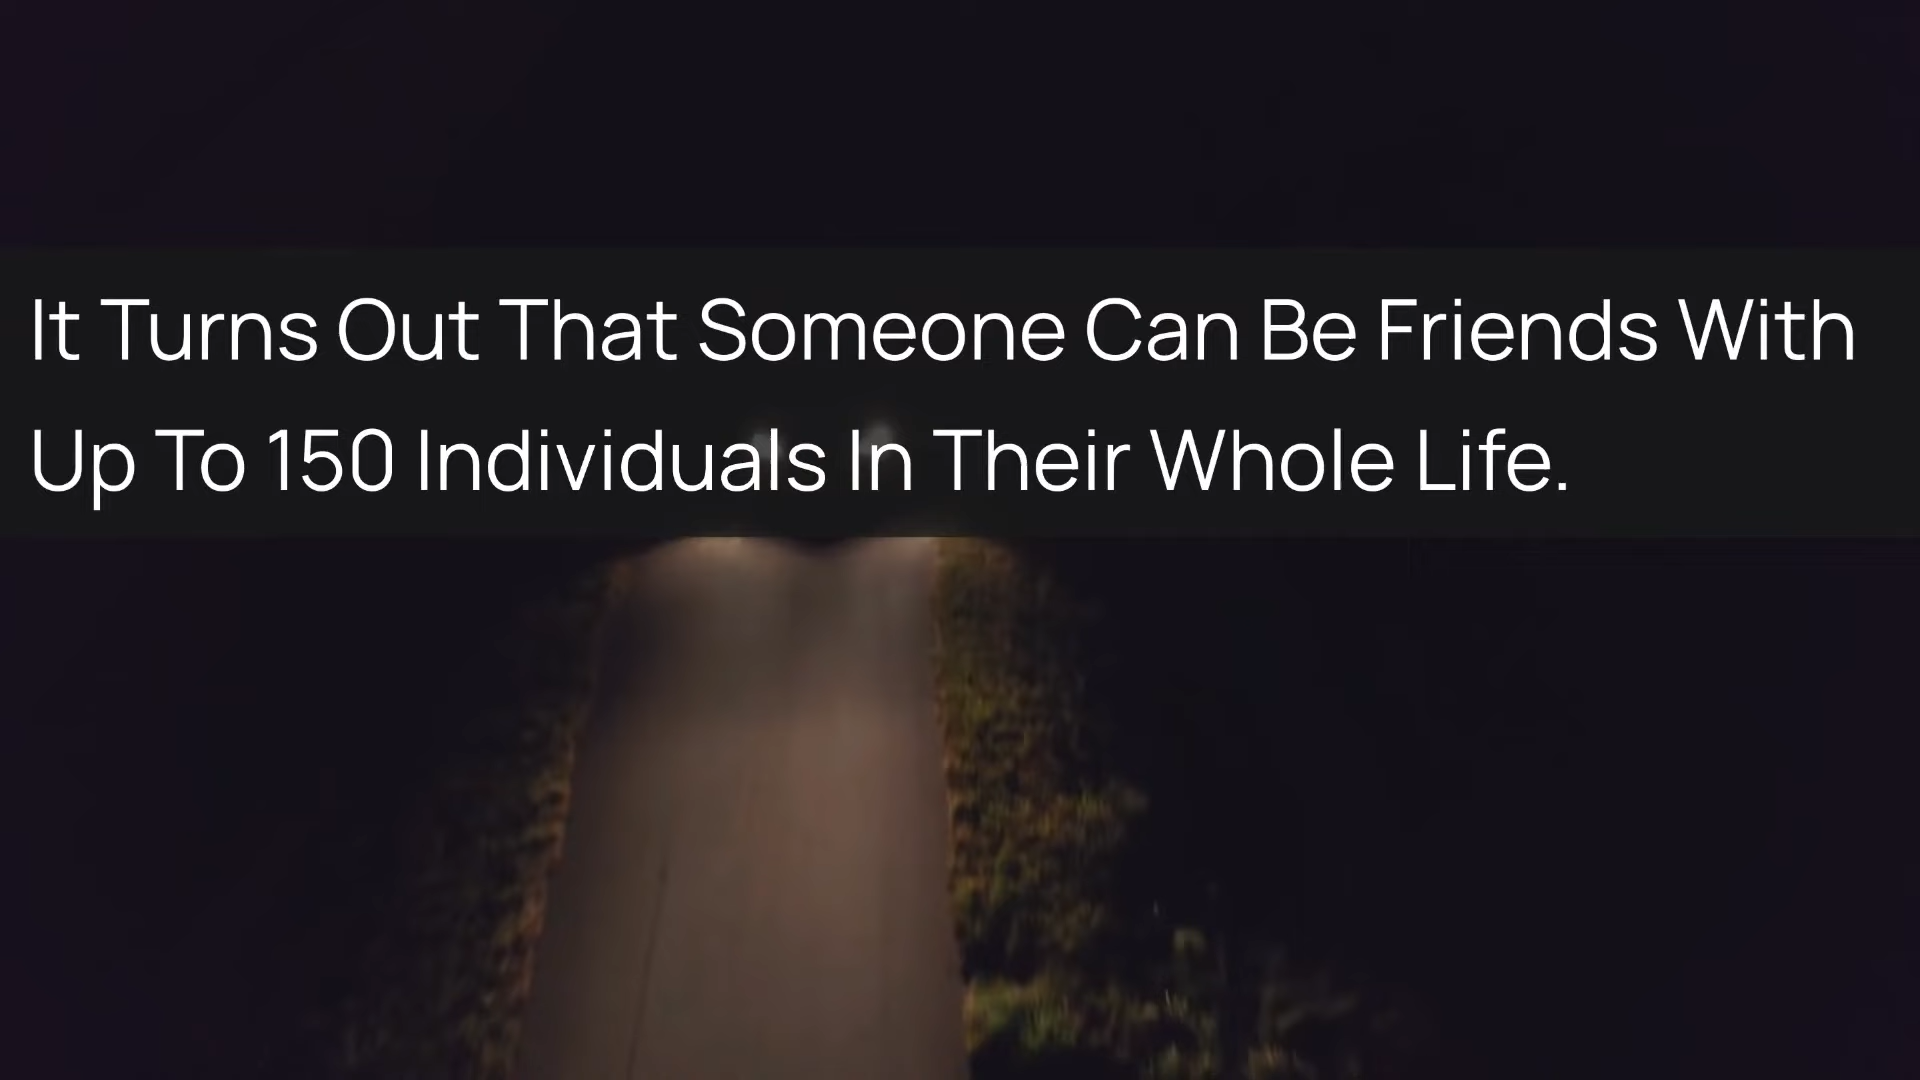 It Turns Out That Someone Can Be Friends With
Up To 150 Individuals In Their Whole Life.